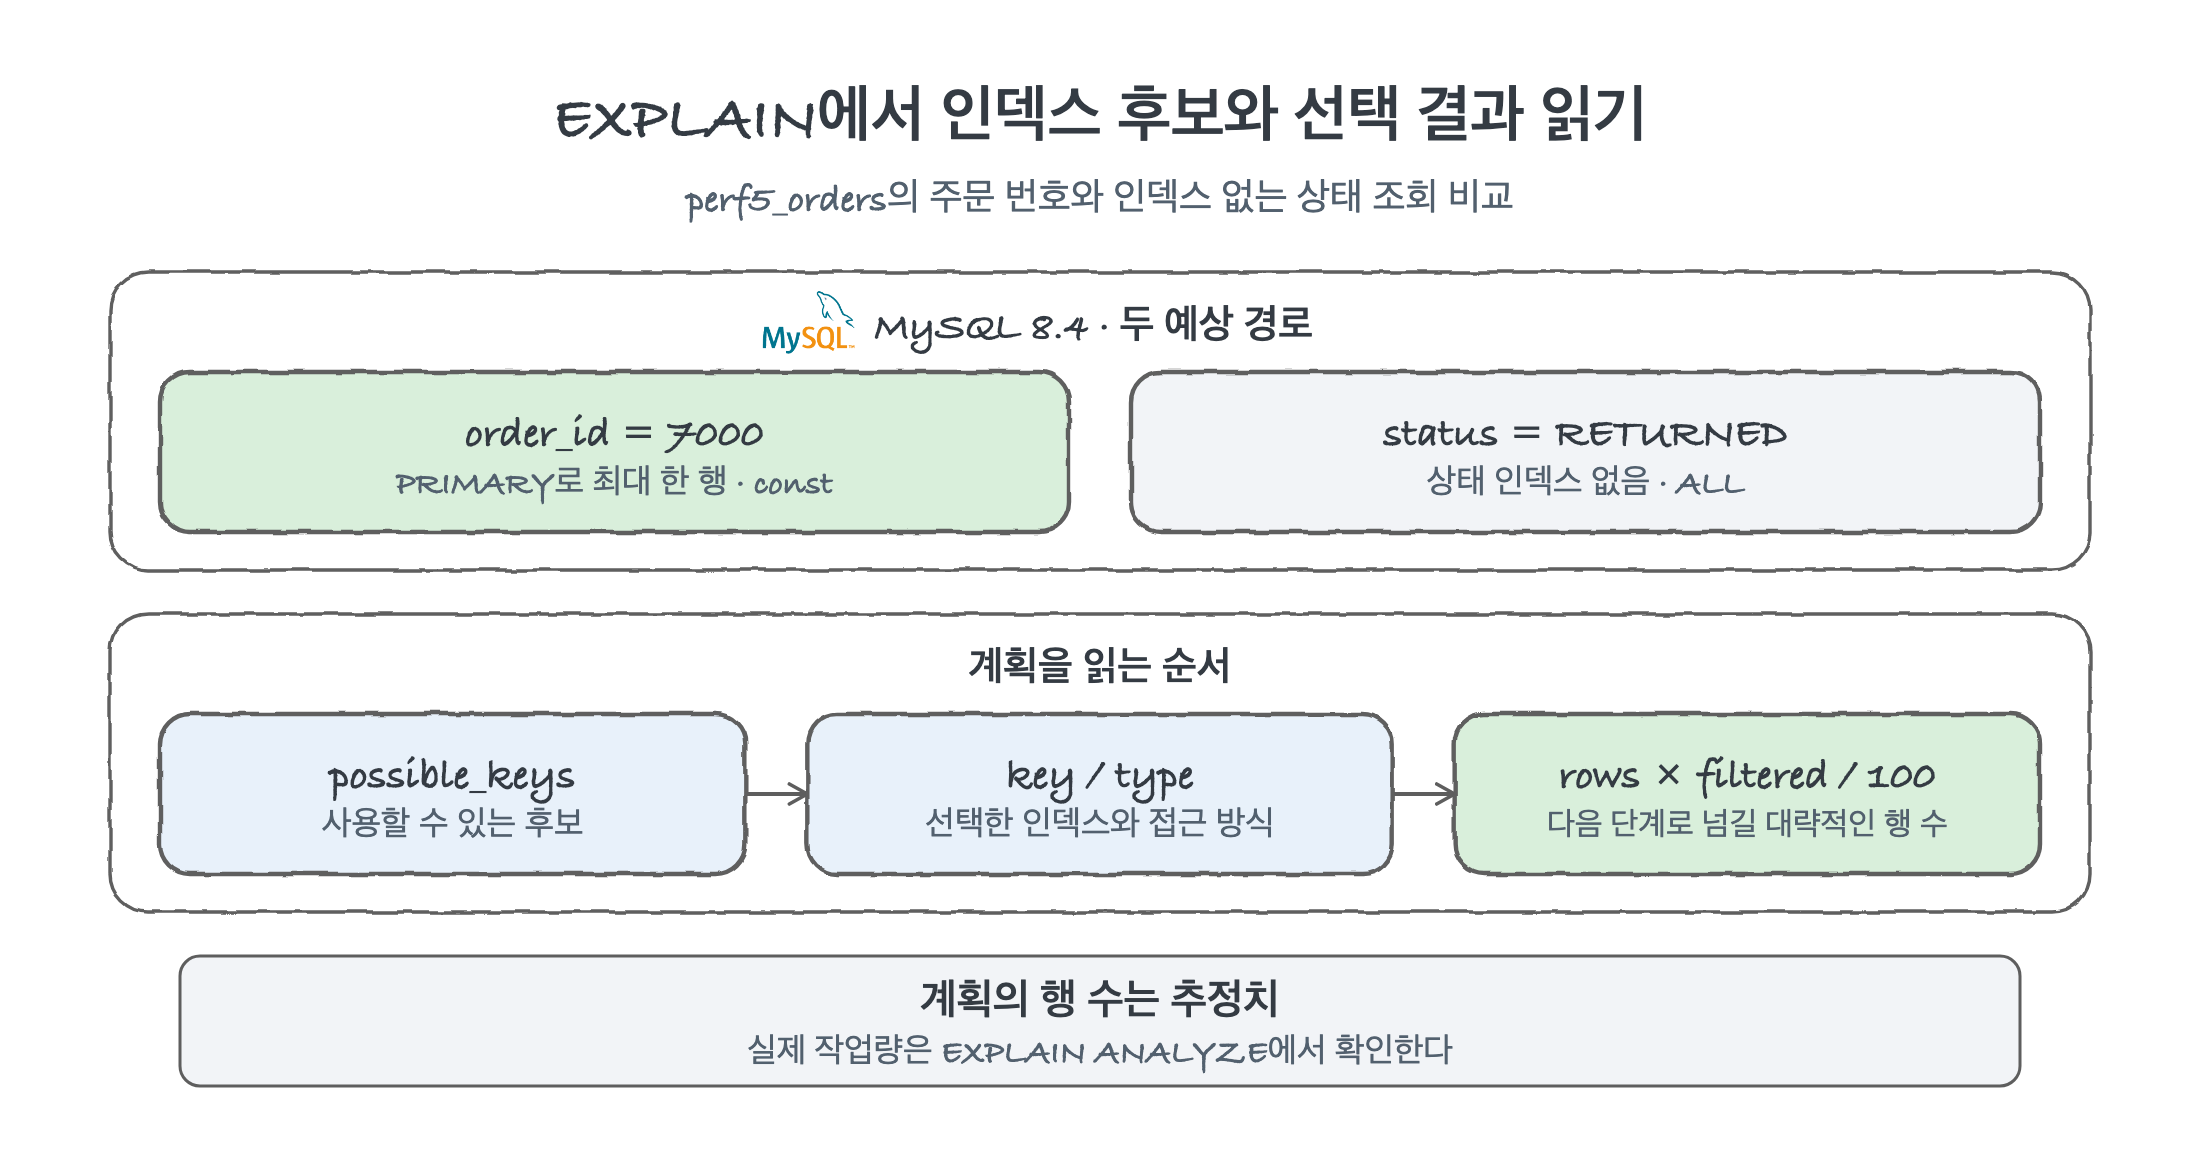 EXPLAIN에서 인덱스 후보와 선택 결과 읽기
perf5_orders의 주문 번호와 인덱스 없는 상태 조회 비교
MySQL MySQL 8.4 · 두 예상 경로
order_id = 7000
PRIMARY로 최대 한 행 · const
status = RETURNED
상태 인덱스 없음 · ALL
계획을 읽는 순서
possible_keys
사용할 수 있는 후보
key / type
선택한 인덱스와 접근 방식
rows × filtered / 100
다음 단계로 넘길 대략적인 행 수
계획의 행 수는 추정치
실제 작업량은 EXPLAIN ANALYZE에서 확인한다